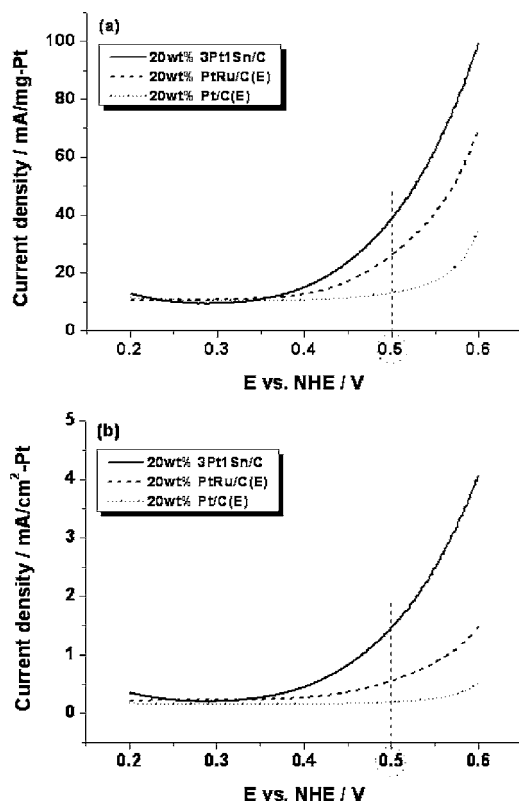 (a)
20wt% 3Pt1Sn/C
20wt% PtRu/C(E)
20wt% Pt/C(E)
Current density / mA/mg-Pt
100
80
60
40
20
0
0.2 0.3 0.4 0.5 0.6
E vs. NHE / V
(b)
20wt% 3Pt1Sn/C
20wt% PtRu/C(E)
20wt% Pt/C(E)
Current density / mA/cm²-Pt
5
4
3
2
1
0
0.2 0.3 0.4 0.5 0.6
E vs. NHE / V